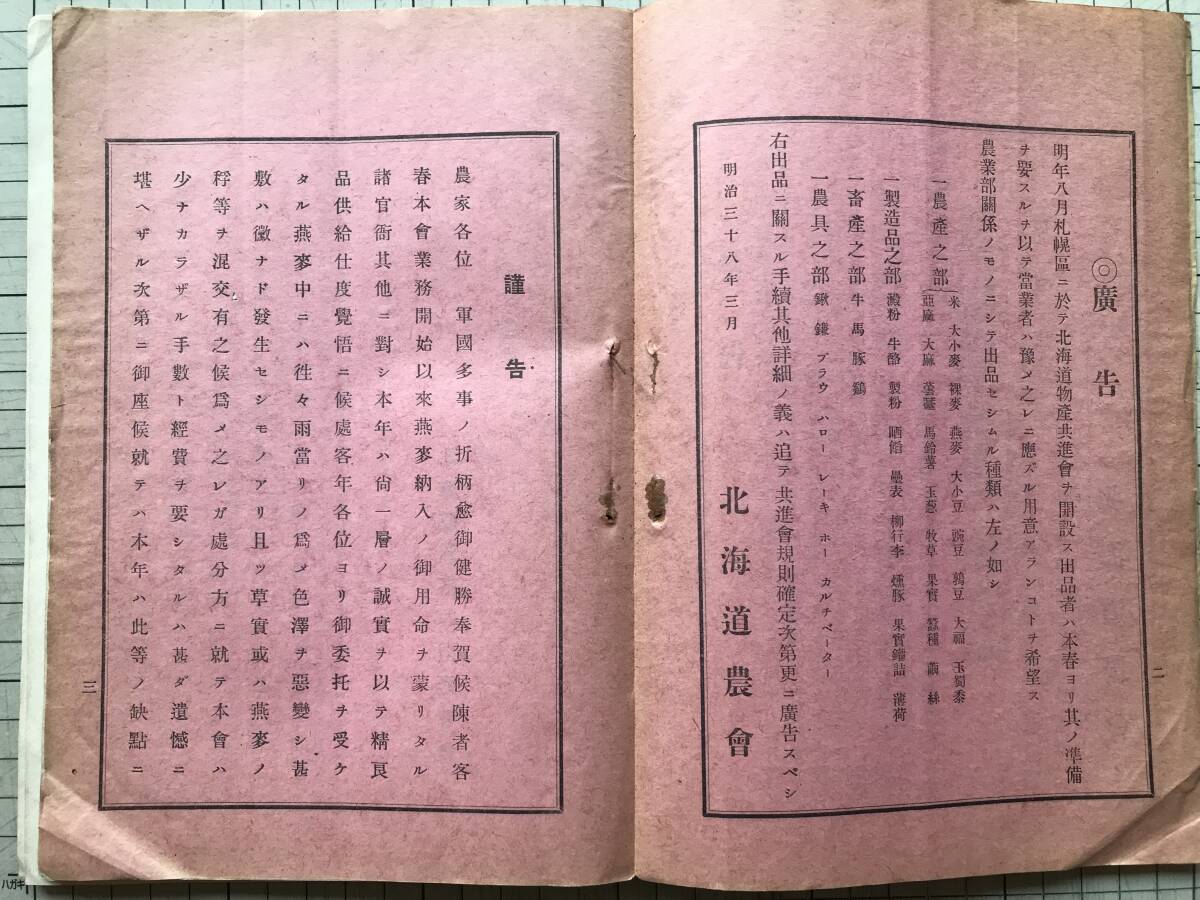 二
◎廣告
明年八月札幌區ニ於テ北海道物產共進會ヲ開設ス出品者ハ本春ヨリ其ノ準備
ヲ要スルヲ以テ當業者ハ豫メ之レニ應ズル用意アランコトヲ希望ス
農業部關係ノモノニシテ出品セシムル種類ハ左ノ如シ
一農產之部
米 大小麥 裸麥 燕麥 大小豆 豌豆 鶉豆 大福 玉蜀黍
亞麻 大麻 蕓薹 馬鈴薯 玉葱 牧草 果實 蠶種 繭 絲
一製造品之部 澱粉 牛酪 製粉 晒餡 疊表 柳行李 燻豚 果實鑵詰 薄荷
一畜產之部 牛 馬 豚 鷄
一農具之部 鍬 鎌 プラウ ハロー レーキ ホー カルチベーター
右出品ニ關スル手續其他詳細ノ義ハ追テ共進會規則確定次第更ニ廣告スベシ
明治三十八年三月
北海道農會
謹告
農家各位 軍國多事ノ折柄愈御健勝奉賀候陳者客
春本會業務開始以來燕麥納入ノ御用命ヲ蒙リタル
諸官衙其他ニ對シ本年ハ尙一層ノ誠實ヲ以テ精良
品供給仕度覺悟ニ候處客年各位ヨリ御委托ヲ受ケ
タル燕麥中ニハ徃々雨當リノ爲メ色澤ヲ惡變シ甚
敷ハ黴ナド發生セシモノアリ且ツ草實或ハ燕麥ノ
稃等ヲ混交有之候爲メ之レガ處分方ニ就テ本會ハ
少ナカラザル手數ト經費ヲ要シタルハ甚ダ遺憾ニ
堪ヘザル次第ニ御座候就テハ本年ハ此等ノ缺點ニ
三
ハガキ